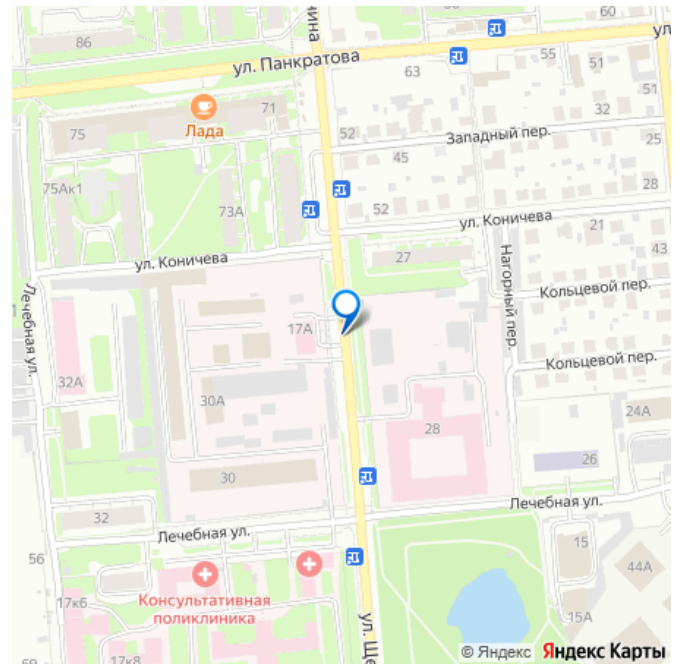 86
60
ина
ул. Панкратова
ул
63
55
51
51
Лада
71
75
52
Западный пер.
32
45
25
75Ак1
73А
52
28
ул. Коничева
21
ул. Коничева
27
43
Нагорный пер.
Кольцевой пер.
Лечебная ул.
17А
32А
Кольцевой пер.
30А
24А
28
26
30
32
Лечебная ул.
Лечебная ул.
56
15
44А
Консультативная
поликлиника
17к6
15А
ул. Ще
17к8
69
© Яндекс Яндекс Карты